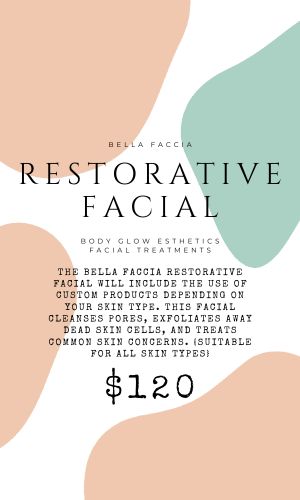 BELLA FACCIA
RESTORATIVE
FACIAL
BODY GLOW ESTHETICS
FACIAL TREATMENTS
THE BELLA FACCIA RESTORATIVE
FACIAL WILL INCLUDE THE USE OF
CUSTOM PRODUCTS DEPENDING ON
YOUR SKIN TYPE. THIS FACIAL
CLEANSES PORES, EXFOLIATES AWAY
DEAD SKIN CELLS, AND TREATS
COMMON SKIN CONCERNS. (SUITABLE
FOR ALL SKIN TYPES)
$120